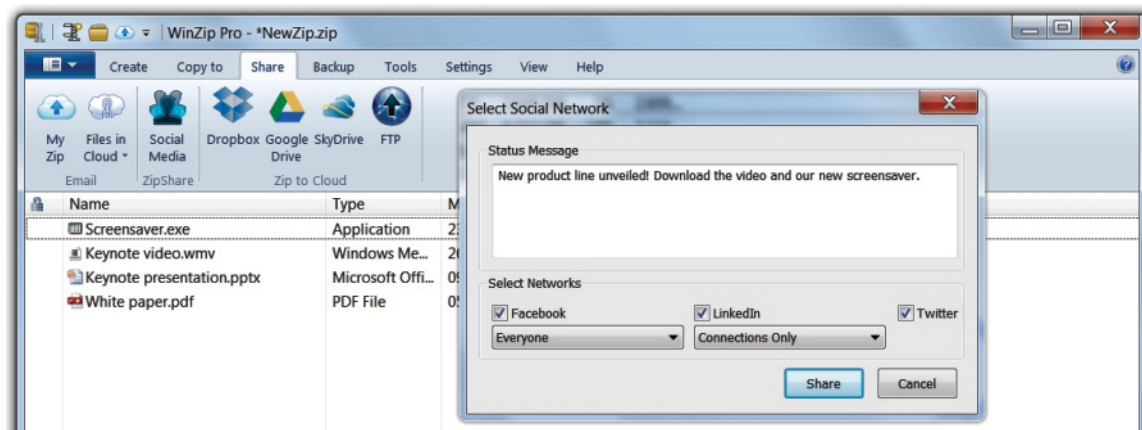 WinZip Pro - *NewZip.zip
Create Copy to Share Backup Tools Settings View Help
My Zip Files in Cloud Social Media Dropbox Google Drive SkyDrive FTP
Email ZipShare Zip to Cloud
Name Type M
Screensaver.exe Application
Keynote video.wmv Windows Me...
Keynote presentation.pptx Microsoft Offi...
White paper.pdf PDF File
Select Social Network
Status Message
New product line unveiled! Download the video and our new screensaver.
Select Networks
Facebook LinkedIn Twitter
Everyone Connections Only
Share Cancel